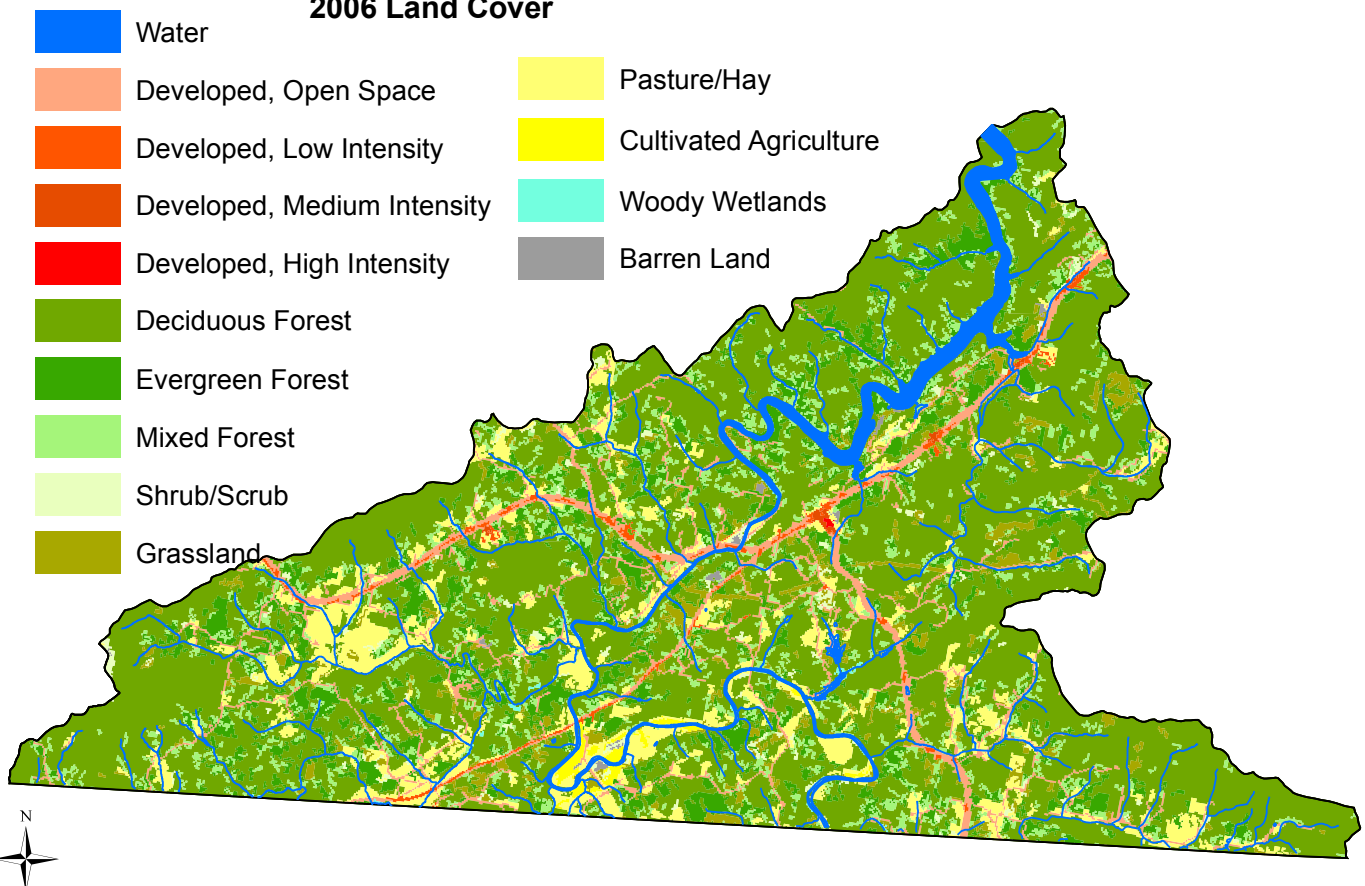 2006 Land Cover
Water
Developed, Open Space
Developed, Low Intensity
Developed, Medium Intensity
Developed, High Intensity
Deciduous Forest
Evergreen Forest
Mixed Forest
Shrub/Scrub
Grassland
Pasture/Hay
Cultivated Agriculture
Woody Wetlands
Barren Land
N